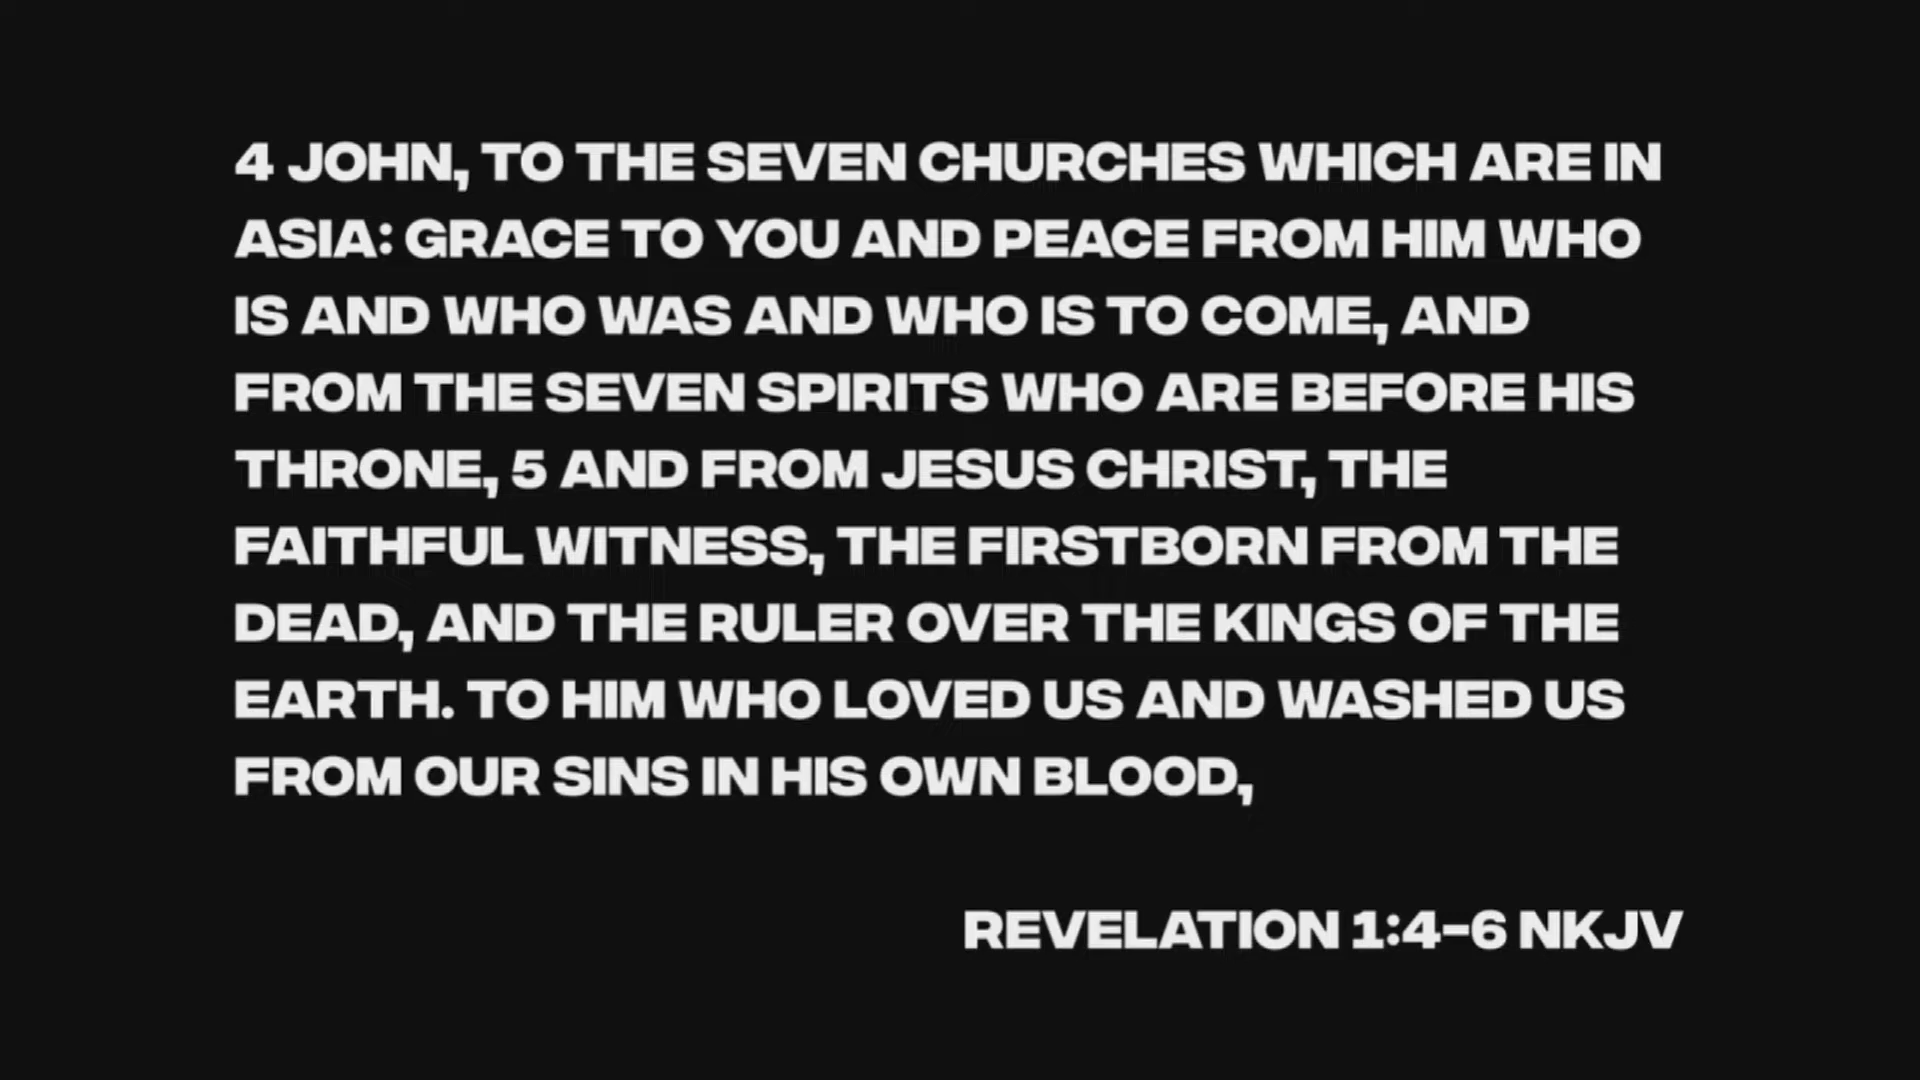 4 JOHN, TO THE SEVEN CHURCHES WHICH ARE IN
ASIA: GRACE TO YOU AND PEACE FROM HIM WHO
IS AND WHO WAS AND WHO IS TO COME, AND
FROM THE SEVEN SPIRITS WHO ARE BEFORE HIS
THRONE, 5 AND FROM JESUS CHRIST, THE
FAITHFUL WITNESS, THE FIRSTBORN FROM THE
DEAD, AND THE RULER OVER THE KINGS OF THE
EARTH. TO HIM WHO LOVED US AND WASHED US
FROM OUR SINS IN HIS OWN BLOOD,
REVELATION 1:4-6 NKJV